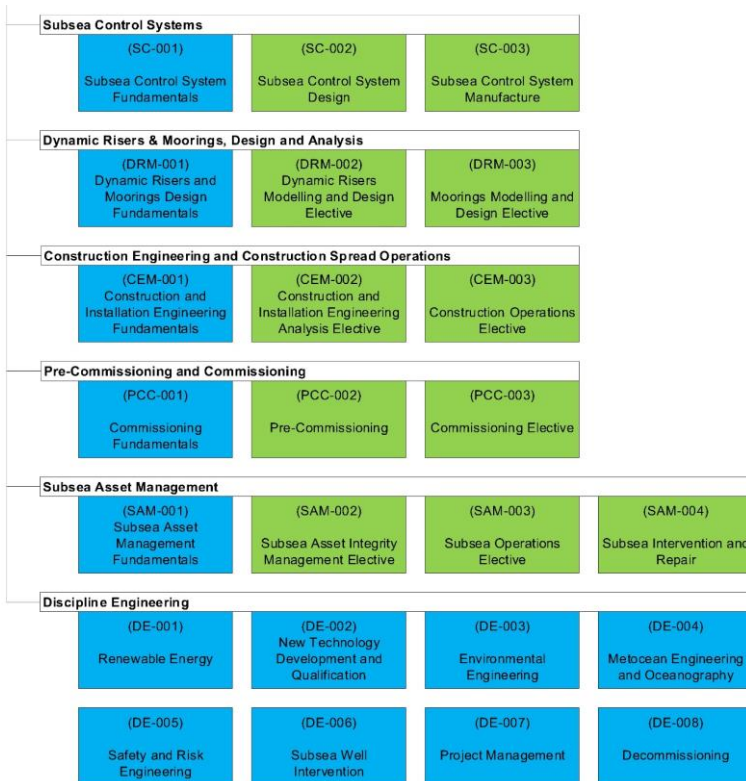 Subsea Control Systems
(SC-001)
Subsea Control System
Fundamentals
(SC-002)
Subsea Control System
Design
(SC-003)
Subsea Control System
Manufacture
Dynamic Risers & Moorings, Design and Analysis
(DRM-001)
Dynamic Risers and
Moorings Design
Fundamentals
(DRM-002)
Dynamic Risers
Modelling and Design
Elective
(DRM-003)
Moorings Modelling and
Design Elective
Construction Engineering and Construction Spread Operations
(CEM-001)
Construction and
Installation Engineering
Fundamentals
(CEM-002)
Construction and
Installation Engineering
Analysis Elective
(CEM-003)
Construction Operations
Elective
Pre-Commissioning and Commissioning
(PCC-001)
Commissioning
Fundamentals
(PCC-002)
Pre-Commissioning
(PCC-003)
Commissioning Elective
Subsea Asset Management
(SAM-001)
Subsea Asset
Management
Fundamentals
(SAM-002)
Subsea Asset Integrity
Management Elective
(SAM-003)
Subsea Operations
Elective
(SAM-004)
Subsea Intervention and
Repair
Discipline Engineering
(DE-001)
Renewable Energy
(DE-002)
New Technology
Development and
Qualification
(DE-003)
Environmental
Engineering
(DE-004)
Metocean Engineering
and Oceanography
(DE-005)
Safety and Risk
Engineering
(DE-006)
Subsea Well
Intervention
(DE-007)
Project Management
(DE-008)
Decommissioning